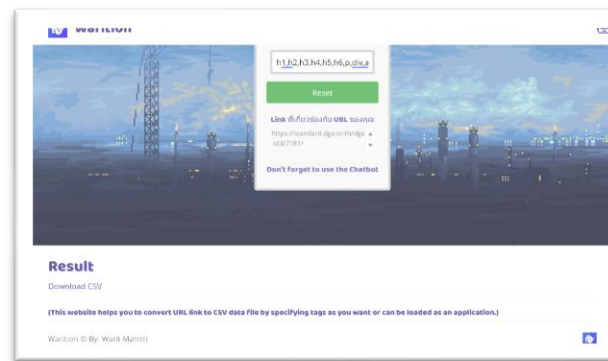 warition
h1,h2,h3,h4,h5,h6,p,div,a
Reset
Link ที่เกี่ยวข้องกับ URL ของคุณ
https://standard.dga.or.th/dga
-std/7181/
Don't forget to use the Chatbot
Result
Download CSV
(This website helps you to convert URL link to CSV data file by specifying tags as you want or can be loaded as an application.)
Warition © By: Warit Mahitti